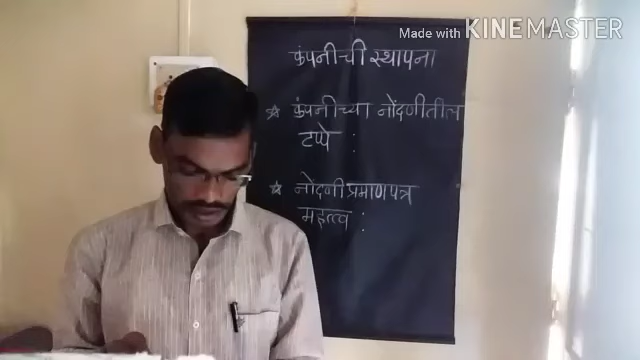 Made with KINEMASTER
कंपनीची स्थापना
☆ कंपनीच्या नोंदणीतील
टप्पे :
☆ नोंदणी प्रमाणपत्र
महत्त्व :